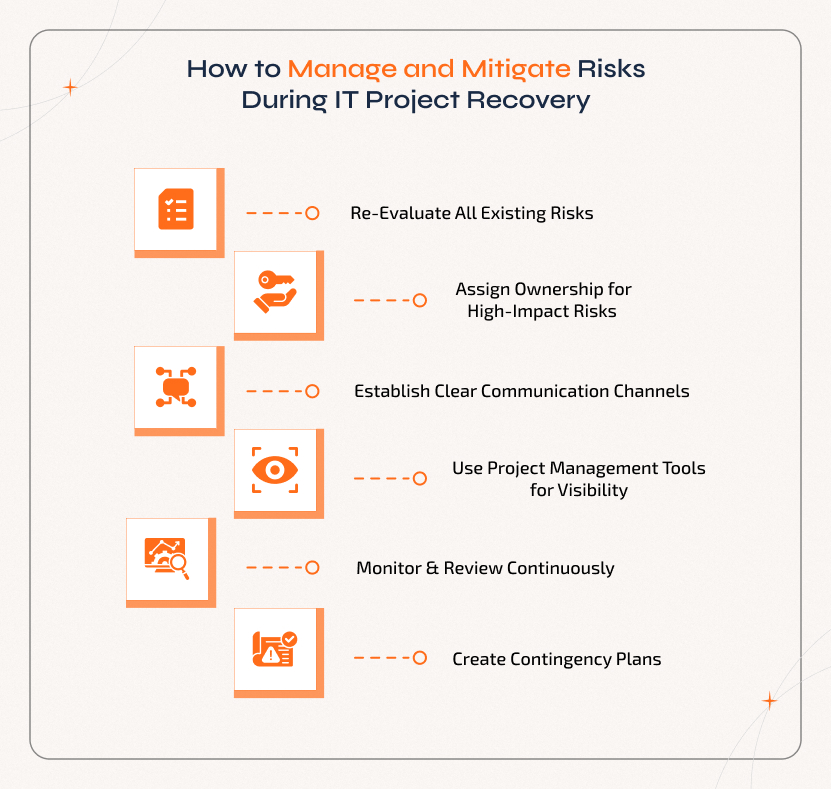 How to Manage and Mitigate Risks
During IT Project Recovery
Re-Evaluate All Existing Risks
Assign Ownership for
High-Impact Risks
Establish Clear Communication Channels
Use Project Management Tools
for Visibility
Monitor & Review Continuously
Create Contingency Plans